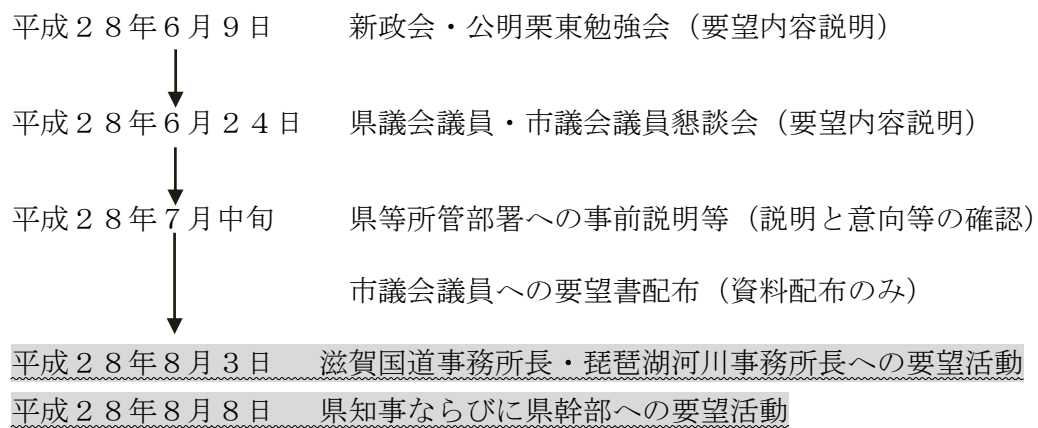 平成２８年６月９日　　　新政会・公明栗東勉強会（要望内容説明）
平成２８年６月２４日　　県議会議員・市議会議員懇談会（要望内容説明）
平成２８年７月中旬　　　県等所管部署への事前説明等（説明と意向等の確認）
市議会議員への要望書配布（資料配布のみ）
平成２８年８月３日　　滋賀国道事務所長・琵琶湖河川事務所長への要望活動
平成２８年８月８日　　県知事ならびに県幹部への要望活動